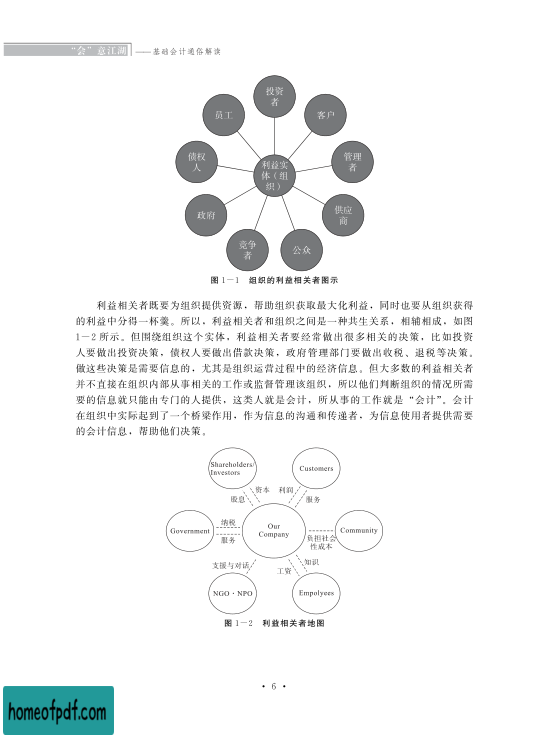 “会”意江湖 ——基础会计通俗解读
投资
者
员工
客户
债权
人
利益实
体（组
织）
管理
者
政府
供应
商
竞争
者
公众
图 1－1 组织的利益相关者图示
利益相关者既要为组织提供资源，帮助组织获取最大化利益，同时也要从组织获得
的利益中分得一杯羹。所以，利益相关者和组织之间是一种共生关系，相辅相成，如图
1－2 所示。但围绕组织这个实体，利益相关者要经常做出很多相关的决策，比如投资
人要做出投资决策，债权人要做出借款决策，政府管理部门要做出收税、退税等决策。
做这些决策是需要信息的，尤其是组织运营过程中的经济信息。但大多数的利益相关者
并不直接在组织内部从事相关的工作或监督管理该组织，所以他们判断组织的情况所需
要的信息就只能由专门的人提供，这类人就是会计，所从事的工作就是“会计”。会计
在组织中实际起到了一个桥梁作用，作为信息的沟通和传递者，为信息使用者提供需要
的会计信息，帮助他们决策。
Shareholders/
Investors
Customers
资本
利润
股息
服务
Government
纳税
服务
Our
Company
负担社会
性成本
Community
支援与对话
工资
知识
NGO · NPO
Empolyees
图 1－2 利益相关者地图
· 6 ·
homeofpdf.com